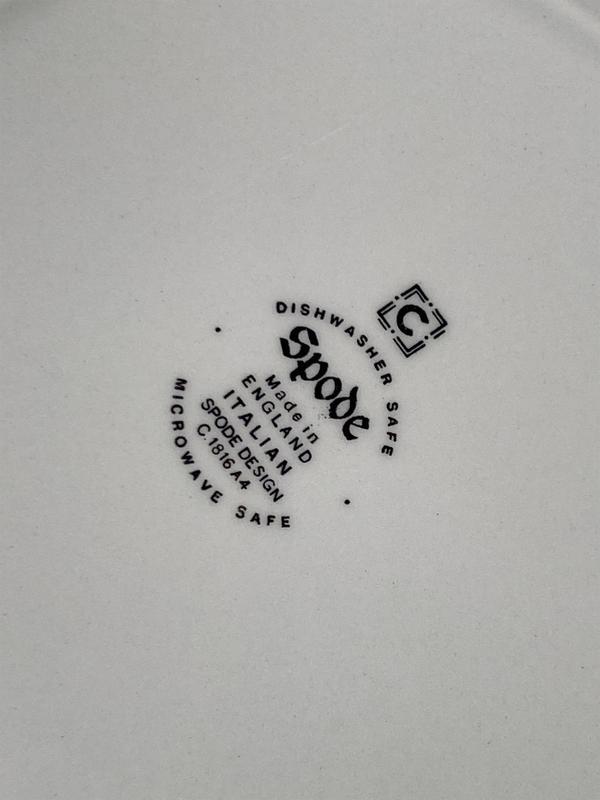 DISHWASHER SAFE
C
Spode
Made in
ENGLAND
ITALIAN
SPODE DESIGN
C.1816 A4
MICROWAVE SAFE